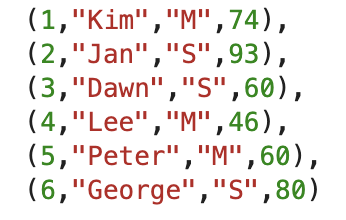 (1,"Kim","M",74),
(2,"Jan","S",93),
(3,"Dawn","S",60),
(4,"Lee","M",46),
(5,"Peter","M",60),
(6,"George","S",80)